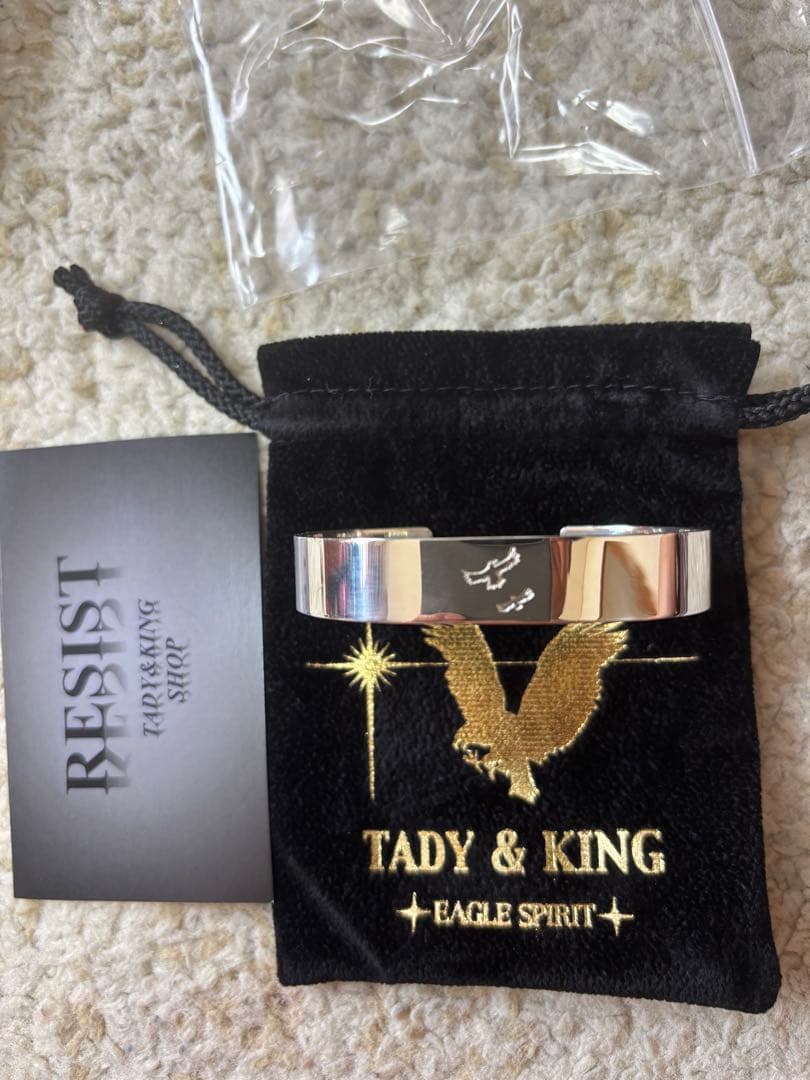 RESIST
TADY&KING
SHOP
TADY & KING
EAGLE SPIRIT